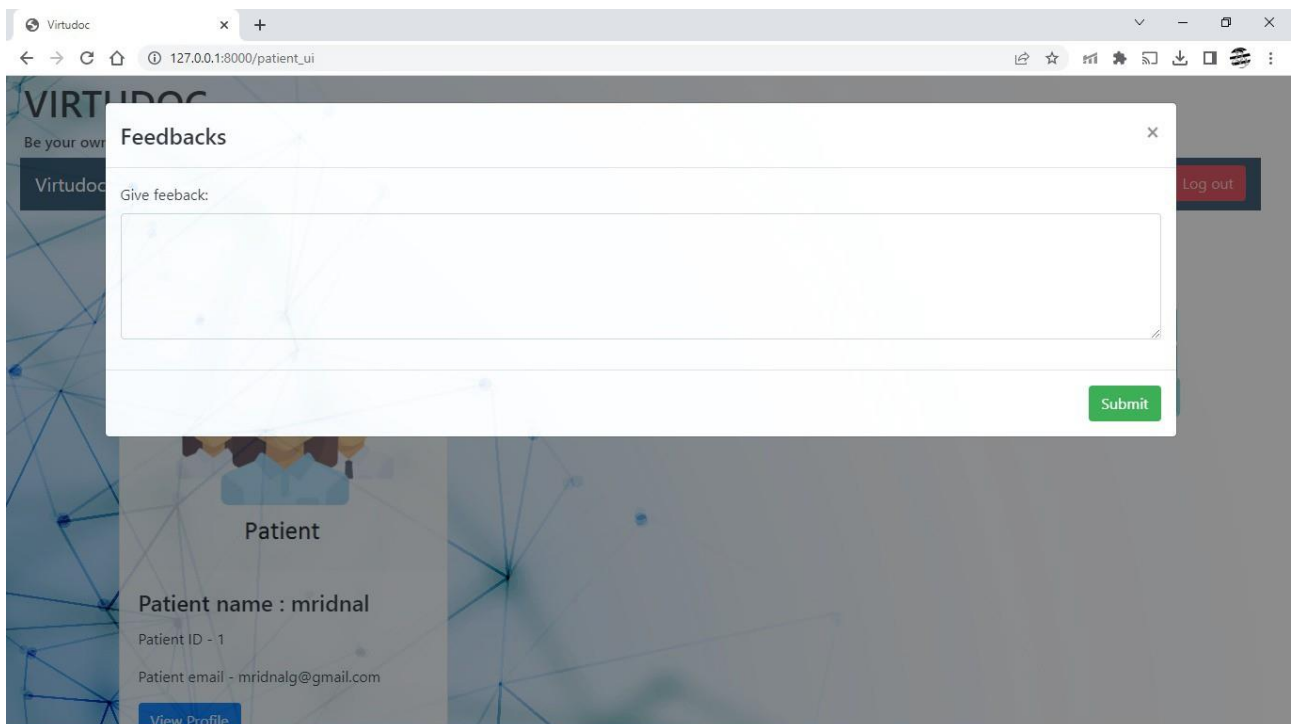 Virtudoc
127.0.0.1:8000/patient_ui
VIRTUDOC
Be your own
Feedbacks
Virtudoc
Log out
Give feeback:
Submit
Patient
Patient name : mridnal
Patient ID - 1
Patient email - mridnalg@gmail.com
View Profile